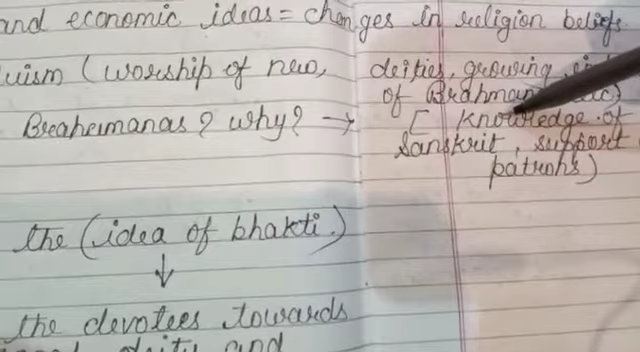 and economic ideas = changes in religion beliefs.
uism (worship of new, deities, growing
of Brahman
Breahemanas? why? → [ Knowledge of
Sanskrit, support
patrons)
the (idea of bhakti.)
↓
the devotees towards
deity and